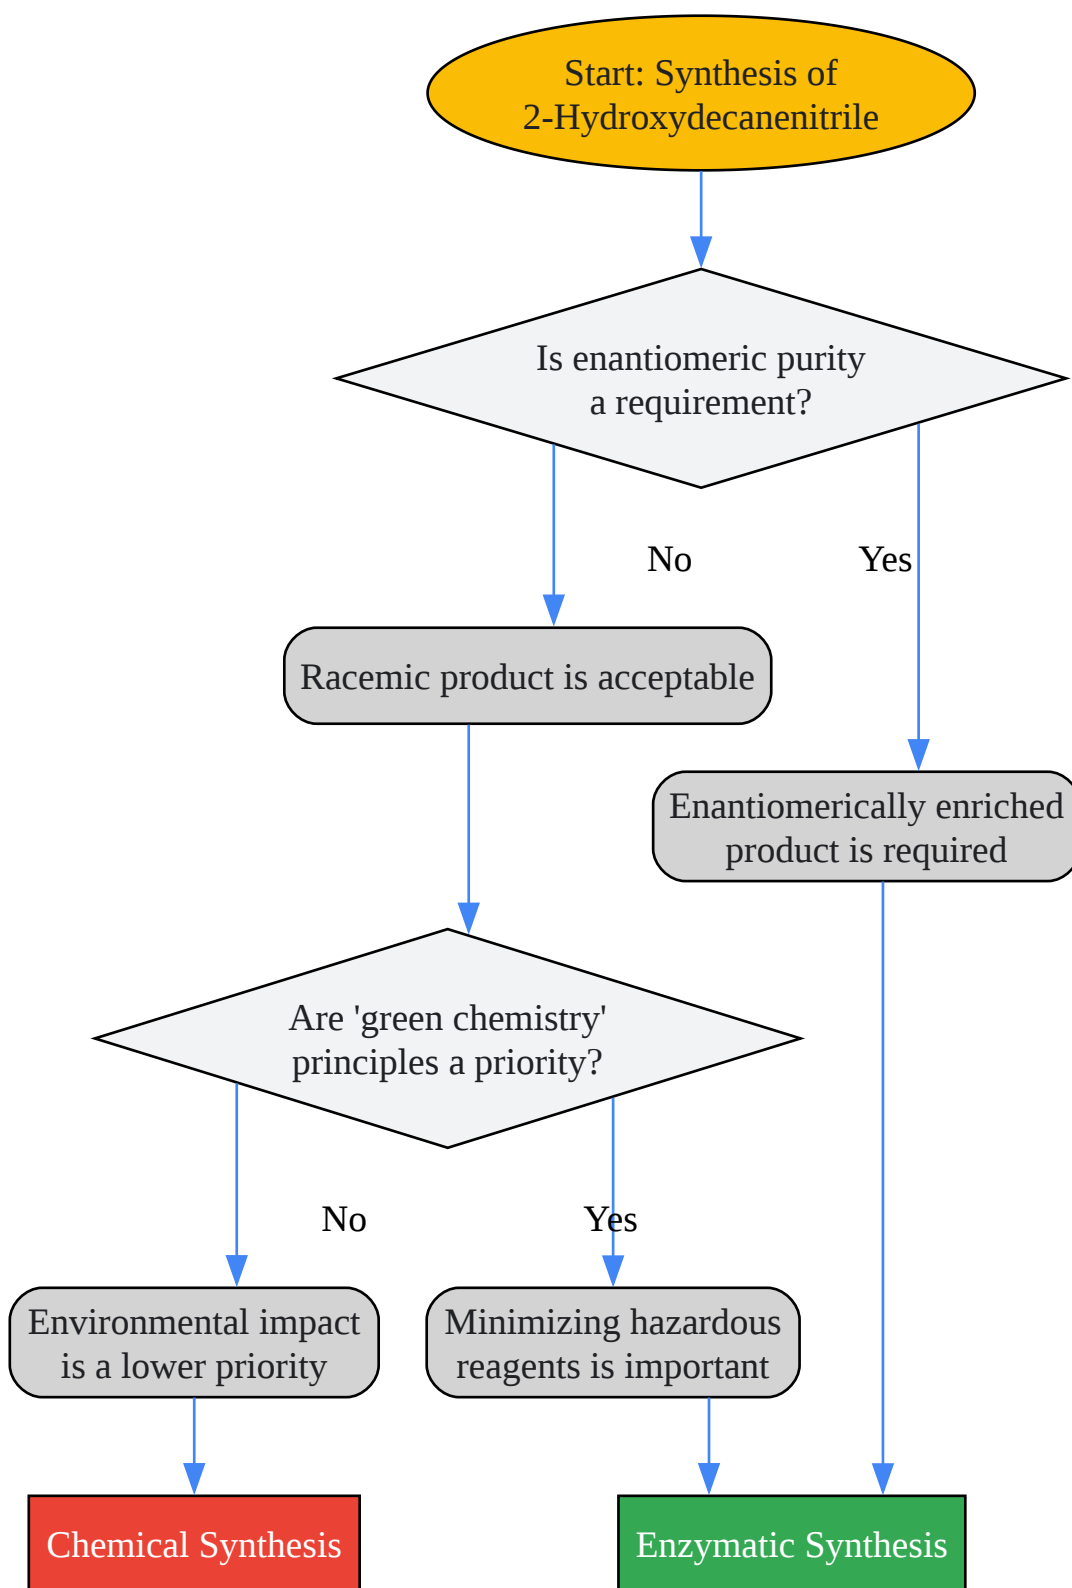 Start: Synthesis of
2-Hydroxydecanenitrile
Is enantiomeric purity
a requirement?
No
Yes
Racemic product is acceptable
Enantiomerically enriched
product is required
Are 'green chemistry'
principles a priority?
No
Yes
Environmental impact
is a lower priority
Minimizing hazardous
reagents is important
Chemical Synthesis
Enzymatic Synthesis